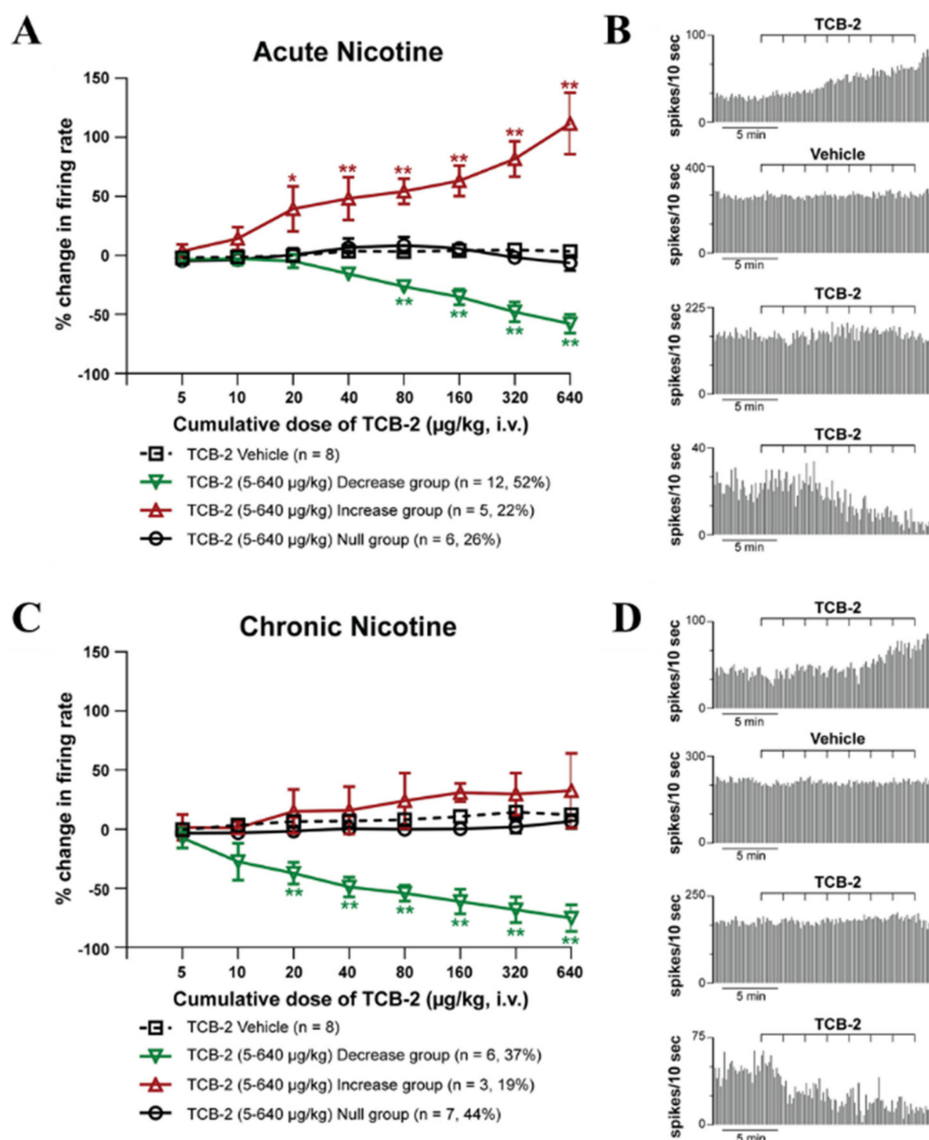 A
Acute Nicotine
% change in firing rate
150
100
50
0
-50
-100
*
**
**
**
**
**
**
**
**
**
5 10 20 40 80 160 320 640
Cumulative dose of TCB-2 (µg/kg, i.v.)
TCB-2 Vehicle (n = 8)
TCB-2 (5-640 µg/kg) Decrease group (n = 12, 52%)
TCB-2 (5-640 µg/kg) Increase group (n = 5, 22%)
TCB-2 (5-640 µg/kg) Null group (n = 6, 26%)
B
TCB-2
spikes/10 sec
100
0
5 min
Vehicle
spikes/10 sec
400
0
5 min
TCB-2
spikes/10 sec
225
0
5 min
TCB-2
spikes/10 sec
40
0
5 min
C
Chronic Nicotine
% change in firing rate
150
100
50
0
-50
-100
**
**
**
**
**
**
5 10 20 40 80 160 320 640
Cumulative dose of TCB-2 (µg/kg, i.v.)
TCB-2 Vehicle (n = 8)
TCB-2 (5-640 µg/kg) Decrease group (n = 6, 37%)
TCB-2 (5-640 µg/kg) Increase group (n = 3, 19%)
TCB-2 (5-640 µg/kg) Null group (n = 7, 44%)
D
TCB-2
spikes/10 sec
100
0
5 min
Vehicle
spikes/10 sec
300
0
5 min
TCB-2
spikes/10 sec
250
0
5 min
TCB-2
spikes/10 sec
75
0
5 min